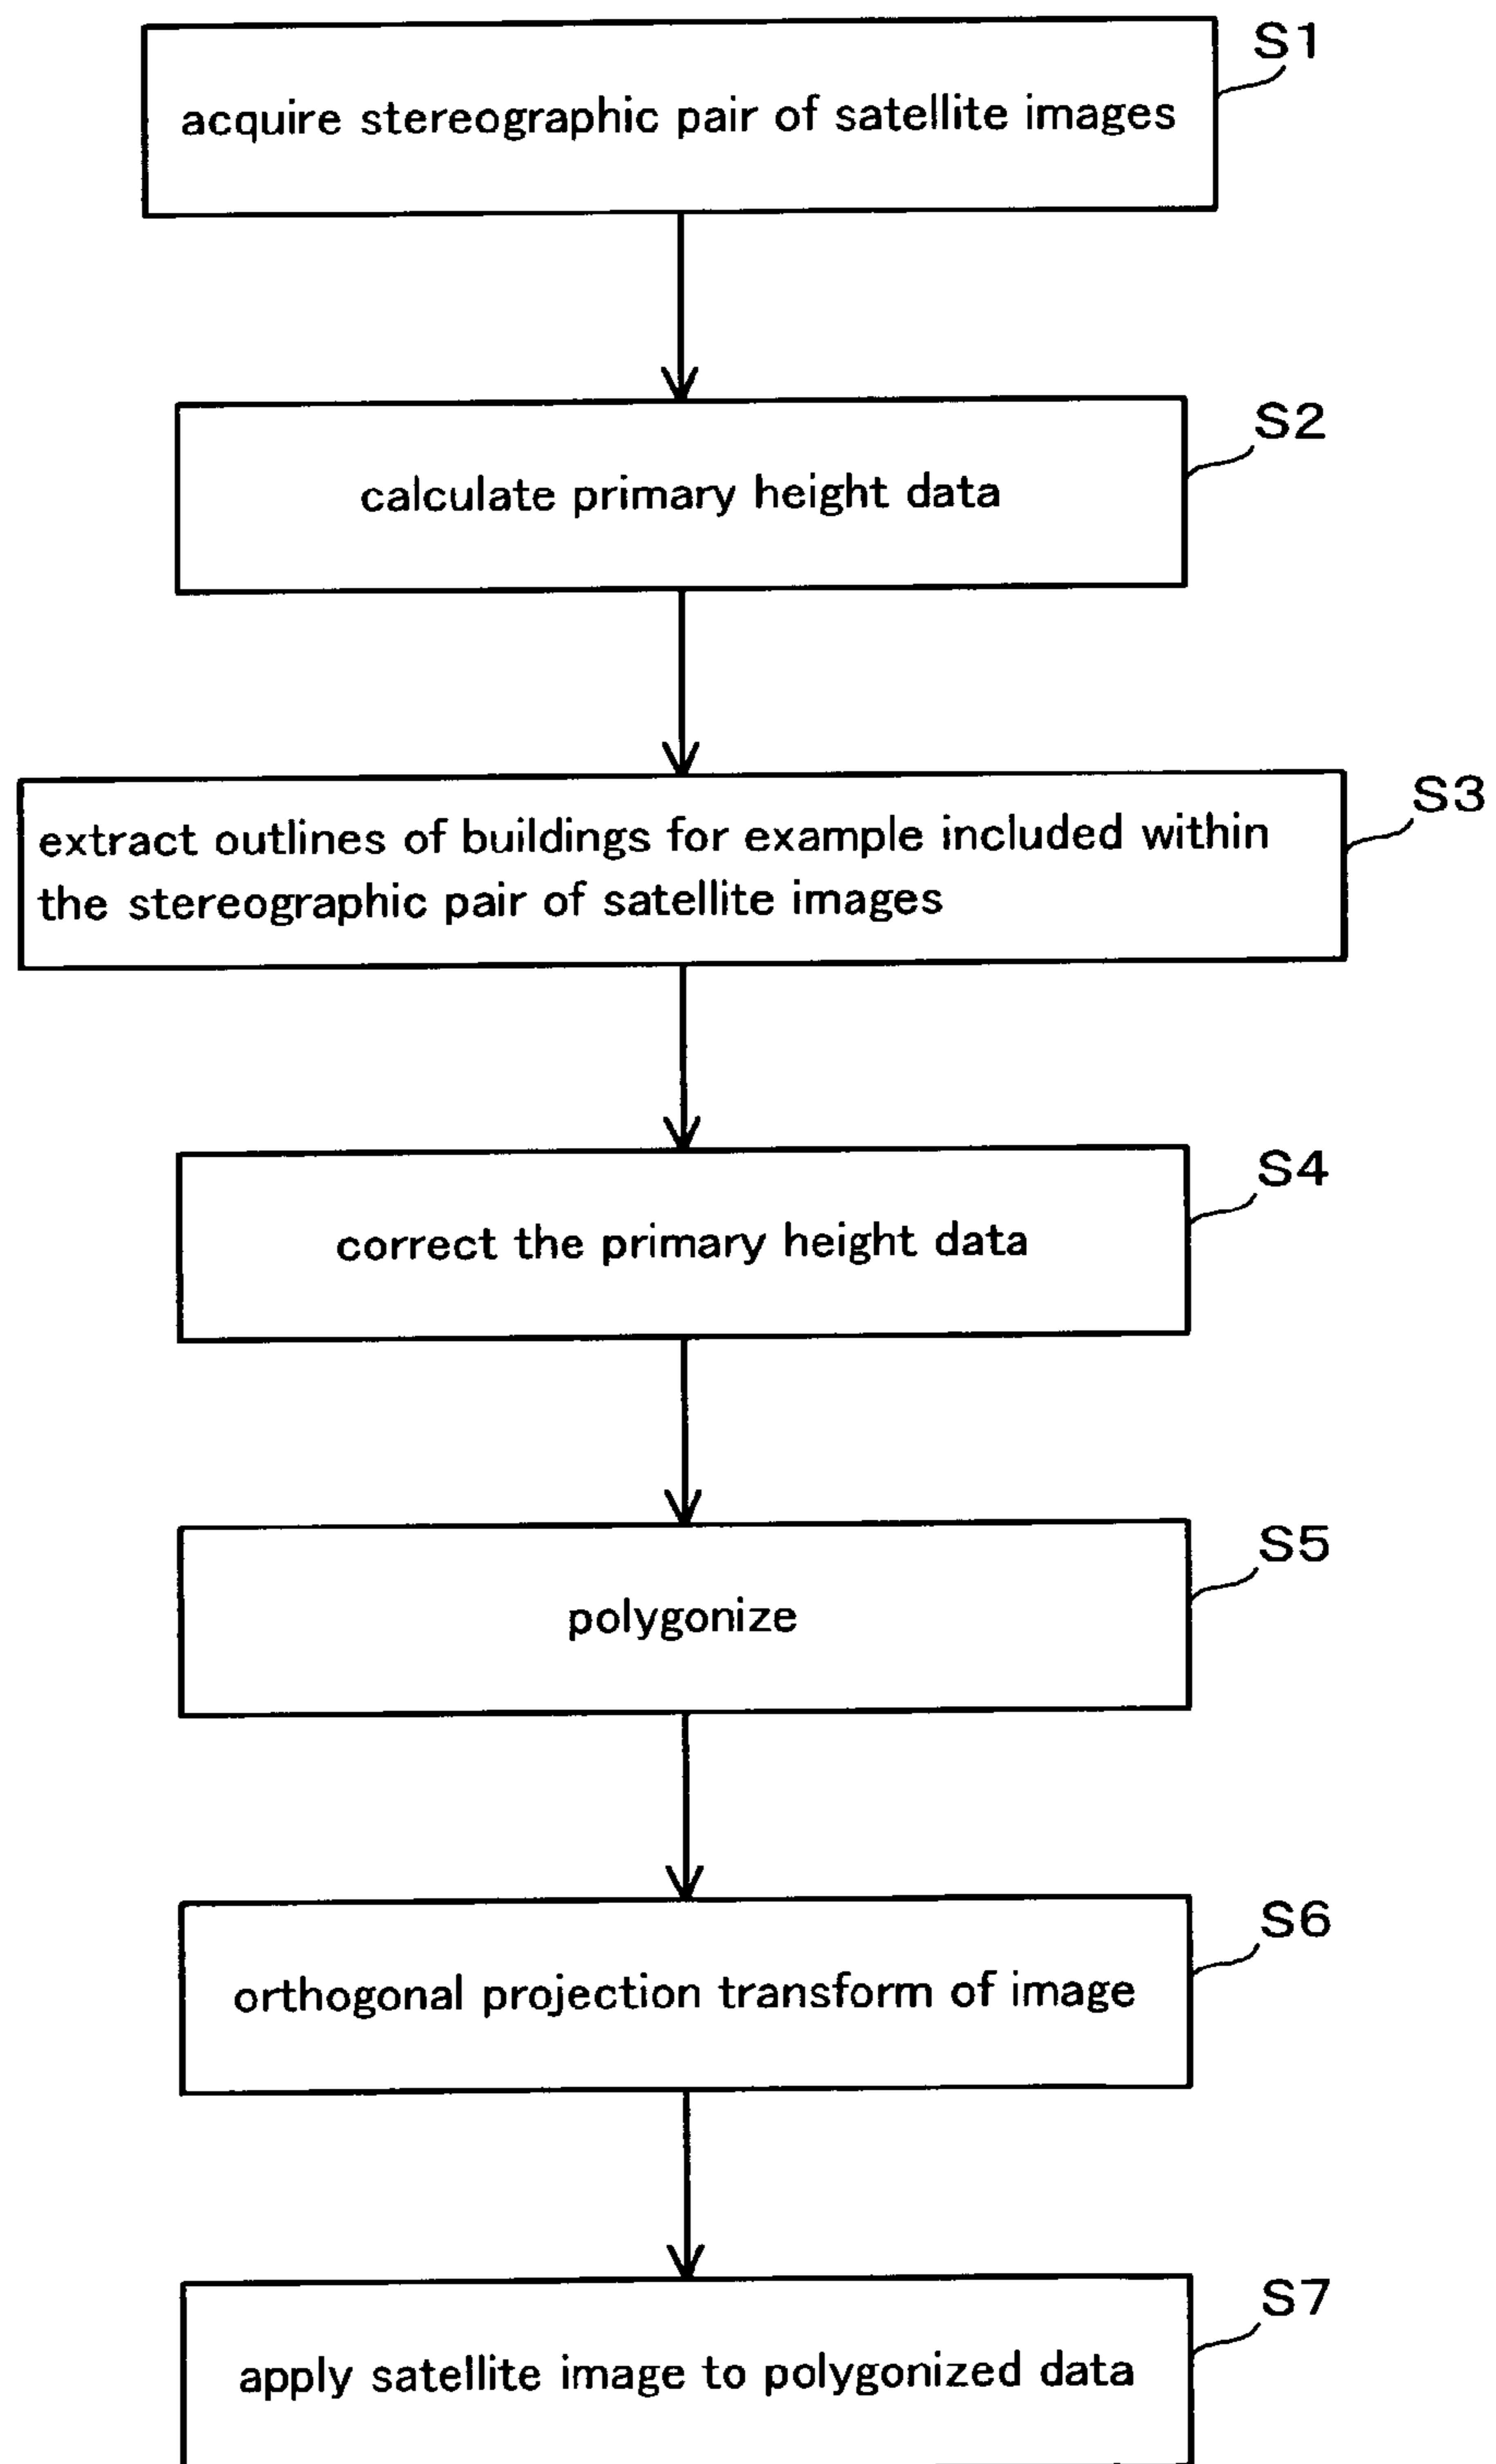 S1
acquire stereographic pair of satellite images
S2
calculate primary height data
S3
extract outlines of buildings for example included within
the stereographic pair of satellite images
S4
correct the primary height data
S5
polygonize
S6
orthogonal projection transform of image
S7
apply satellite image to polygonized data